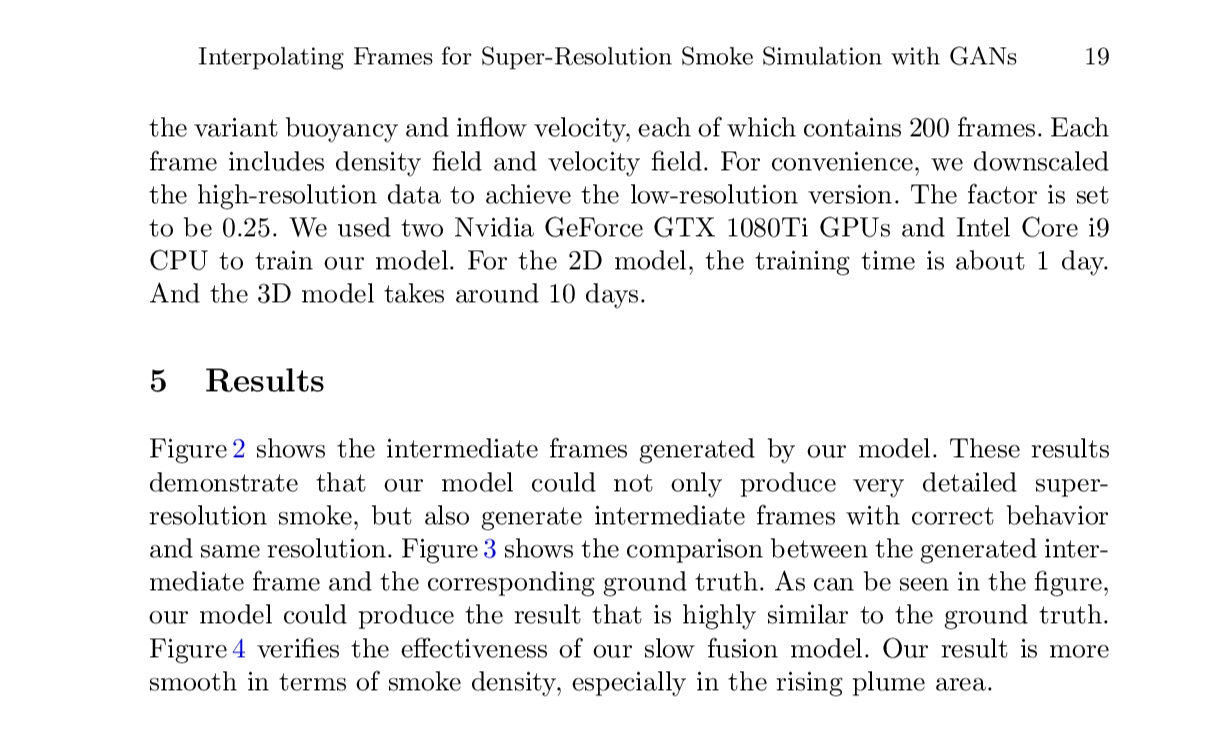 Interpolating Frames for Super-Resolution Smoke Simulation with GANs 19
the variant buoyancy and inflow velocity, each of which contains 200 frames. Each
frame includes density field and velocity field. For convenience, we downscaled
the high-resolution data to achieve the low-resolution version. The factor is set
to be 0.25. We used two Nvidia GeForce GTX 1080Ti GPUs and Intel Core i9
CPU to train our model. For the 2D model, the training time is about 1 day.
And the 3D model takes around 10 days.
5 Results
Figure 2 shows the intermediate frames generated by our model. These results
demonstrate that our model could not only produce very detailed super-
resolution smoke, but also generate intermediate frames with correct behavior
and same resolution. Figure 3 shows the comparison between the generated inter-
mediate frame and the corresponding ground truth. As can be seen in the figure,
our model could produce the result that is highly similar to the ground truth.
Figure 4 verifies the effectiveness of our slow fusion model. Our result is more
smooth in terms of smoke density, especially in the rising plume area.